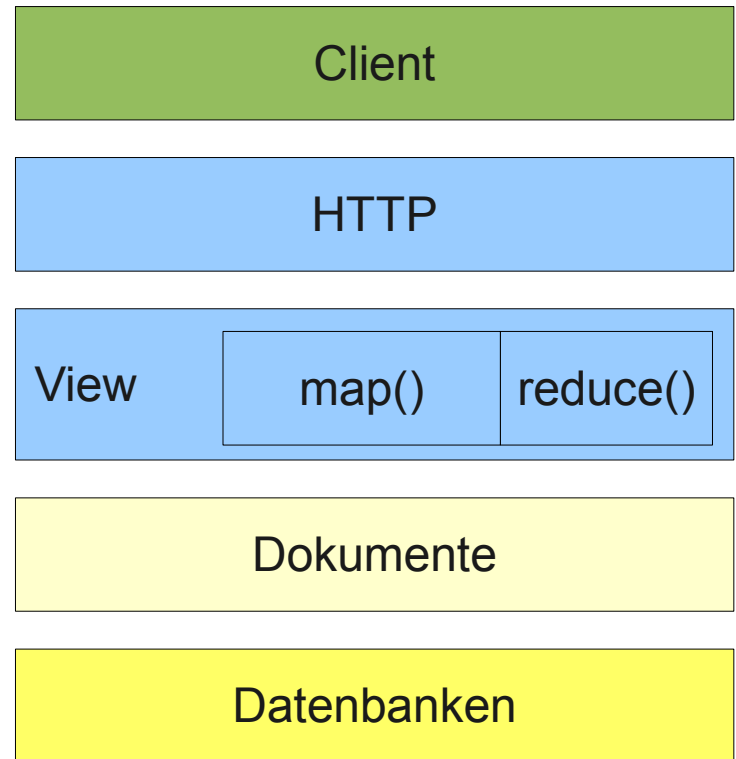 Client
HTTP
View map() reduce()
Dokumente
Datenbanken